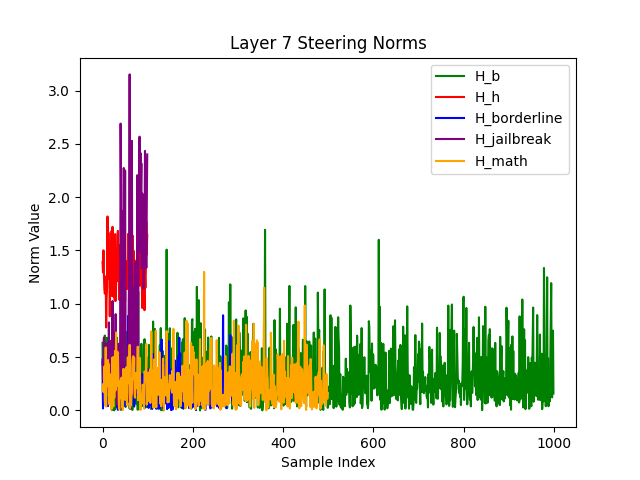 Layer 7 Steering Norms
Norm Value
3.0
2.5
2.0
1.5
1.0
0.5
0.0
H_b
H_h
H_borderline
H_jailbreak
H_math
0 200 400 600 800 1000
Sample Index